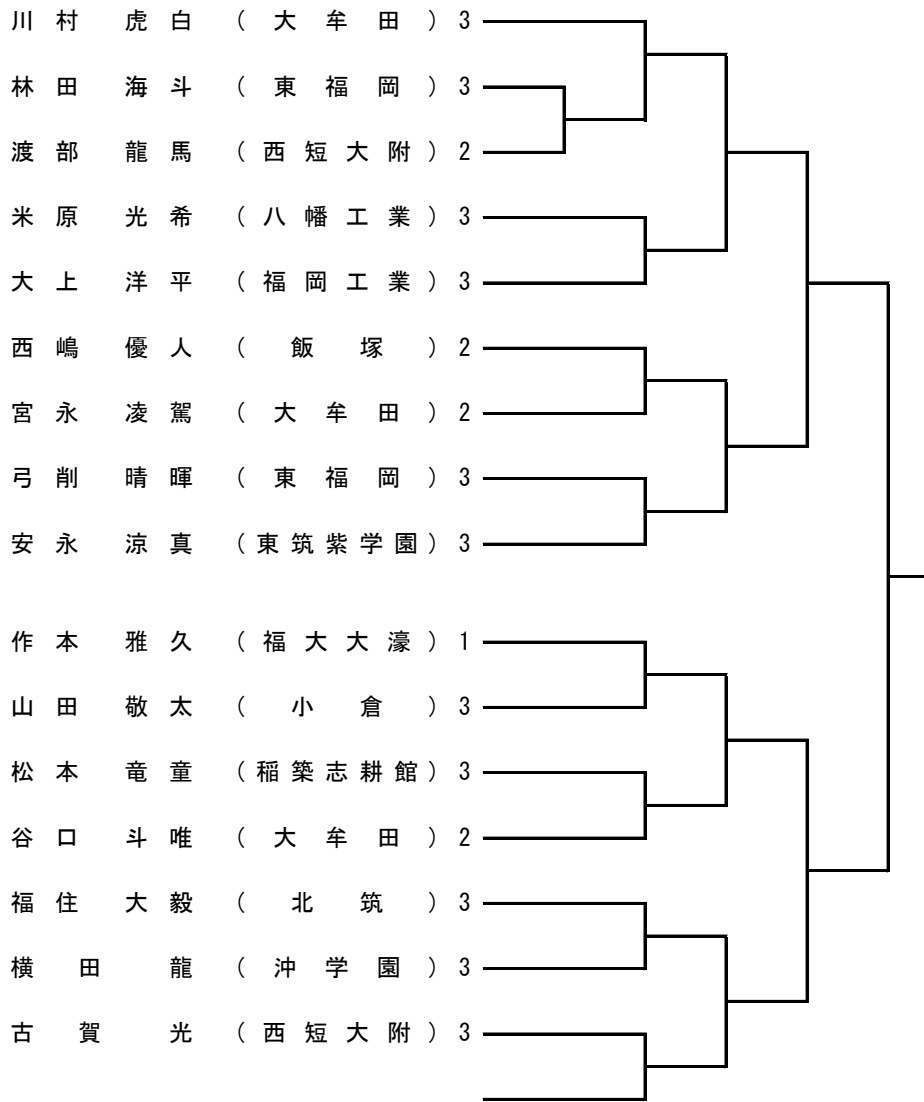 川村 虎白 (大牟田) 3
林田 海斗 (東福岡) 3
渡部 龍馬 (西短大附) 2
米原 光希 (八幡工業) 3
大上 洋平 (福岡工業) 3
西嶋 優人 (飯塚) 2
宮永 凌駕 (大牟田) 2
弓削 晴暉 (東福岡) 3
安永 涼真 (東筑紫学園) 3
作本 雅久 (福大大濠) 1
山田 敬太 (小倉) 3
松本 竜童 (稲築志耕館) 3
谷口 斗唯 (大牟田) 2
福住 大毅 (北筑) 3
横田 龍 (沖学園) 3
古賀 光 (西短大附) 3